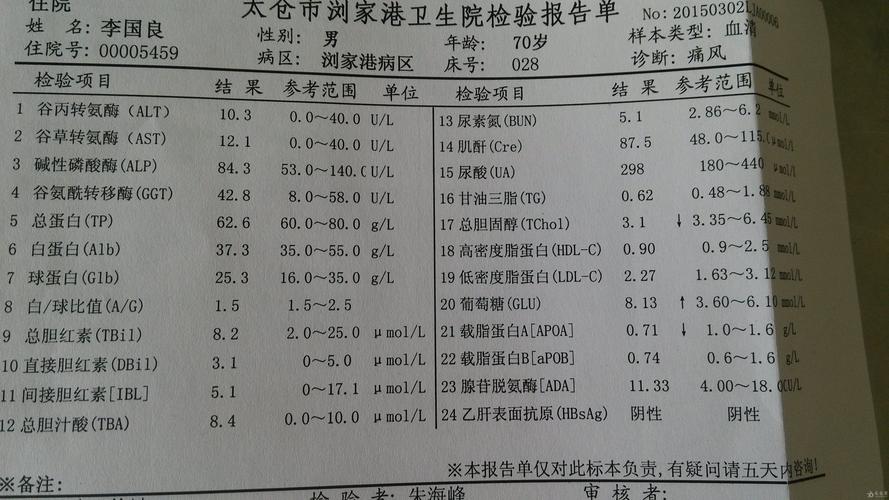 住院 太仓市浏家港卫生院检验报告单 No:20150302LJA00006
姓 名: 李国良 性别: 男 年龄: 70岁 样本类型: 血清
住院号: 00005459 病区: 浏家港病区 床号: 028 诊断: 痛风
检验项目 结 果 参考范围 单位 检验项目 结 果 参考范围 单位
1 谷丙转氨酶(ALT) 10.3 0.0～40.0 U/L 13 尿素氮(BUN) 5.1 2.86～6.2 mmol/L
2 谷草转氨酶(AST) 12.1 0.0～40.0 U/L 14 肌酐(Cre) 87.5 48.0～115.0 μmol/L
3 碱性磷酸酶(ALP) 84.3 53.0～140.0 U/L 15 尿酸(UA) 298 180～440 μmol/L
4 谷氨酰转移酶(GGT) 42.8 8.0～58.0 U/L 16 甘油三脂(TG) 0.62 0.48～1.88 mmol/L
5 总蛋白(TP) 62.6 60.0～80.0 g/L 17 总胆固醇(TChol) 3.1 ↓ 3.35～6.45 mmol/L
6 白蛋白(Alb) 37.3 35.0～55.0 g/L 18 高密度脂蛋白(HDL-C) 0.90 0.9～2.5 mmol/L
7 球蛋白(Glb) 25.3 16.0～35.0 g/L 19 低密度脂蛋白(LDL-C) 2.27 1.63～3.12 mmol/L
8 白/球比值(A/G) 1.5 1.5～2.5 20 葡萄糖(GLU) 8.13 ↑ 3.60～6.10 mmol/L
9 总胆红素(TBil) 8.2 2.0～25.0 μmol/L 21 载脂蛋白A[APOA] 0.71 ↓ 1.0～1.6 g/L
10 直接胆红素(DBil) 3.1 0～5.0 μmol/L 22 载脂蛋白B[aPOB] 0.74 0.6～1.6 g/L
11 间接胆红素[IBL] 5.1 0～17.1 μmol/L 23 腺苷脱氨酶[ADA] 11.33 4.00～18.00 U/L
12 总胆汁酸(TBA) 8.4 0.0～10.0 μmol/L 24 乙肝表面抗原(HBsAg) 阴性 阴性
※本报告单仅对此标本负责,有疑问请五天内咨询!
※备注:
检 验 者: 朱海峰 审 核 者: